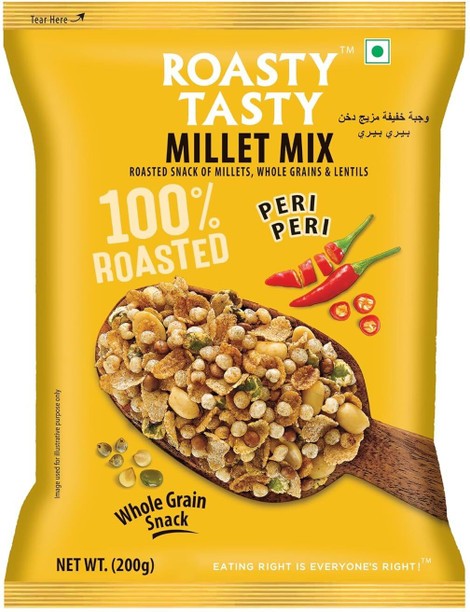 Tear Here
ROASTY™
TASTY
وجبة خفيفة مزيج دخن
بيري بيري
MILLET MIX
ROASTED SNACK OF MILLETS, WHOLE GRAINS & LENTILS
100%
ROASTED
PERI
PERI
Image used for illustrative purpose only
Whole Grain
Snack
NET WT. (200g)
EATING RIGHT IS EVERYONE'S RIGHT!™